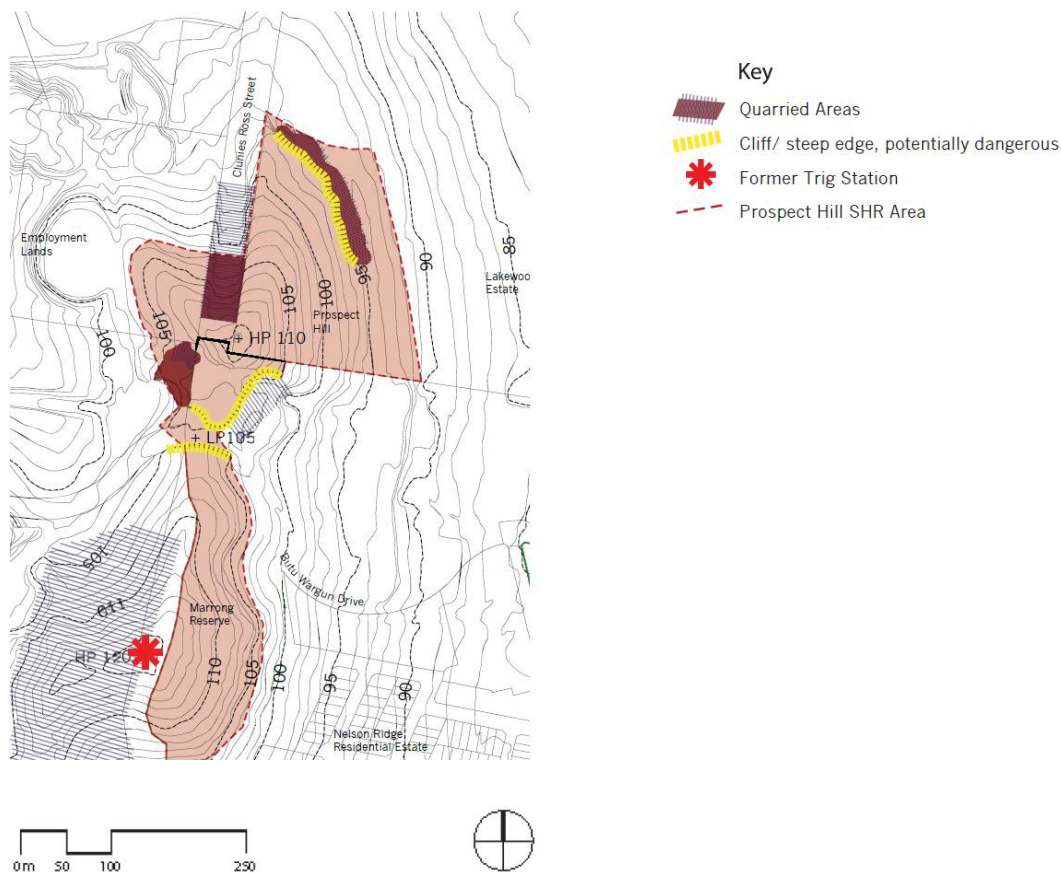 Key
Quarried Areas
Cliff/ steep edge, potentially dangerous
Former Trig Station
Prospect Hill SHR Area
Clunies Ross Street
Employment
Lands
85
90
Lakewoo
Estate
95
100
105
Prospect
Hill
105
+ HP 110
100
+ LP105
105
Butu Wargun Drive
110
Marrong
Reserve
HP 120
110
105
100
95
90
Nelson Ridge
Residential Estate
0m 50 100 250